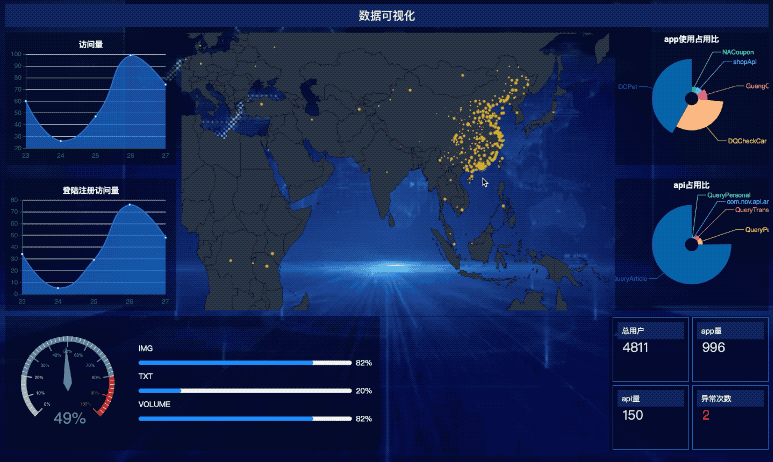 数据可视化
访问量
100
90
80
70
60
50
40
30
20
23 24 25 26 27
登陆注册访问量
80
70
60
50
40
30
20
10
0
23 24 25 26 27
app使用占用比
NACoupon
shopApi
DCPei
DQCheckCar
api占用比
QueryPersonal
com.nov.api.ar
QueryTrans
QueryArticle
0%
10%
20%
49%
IMG
82%
TXT
20%
VOLUME
82%
总用户
4811
app量
996
api量
150
异常次数
2